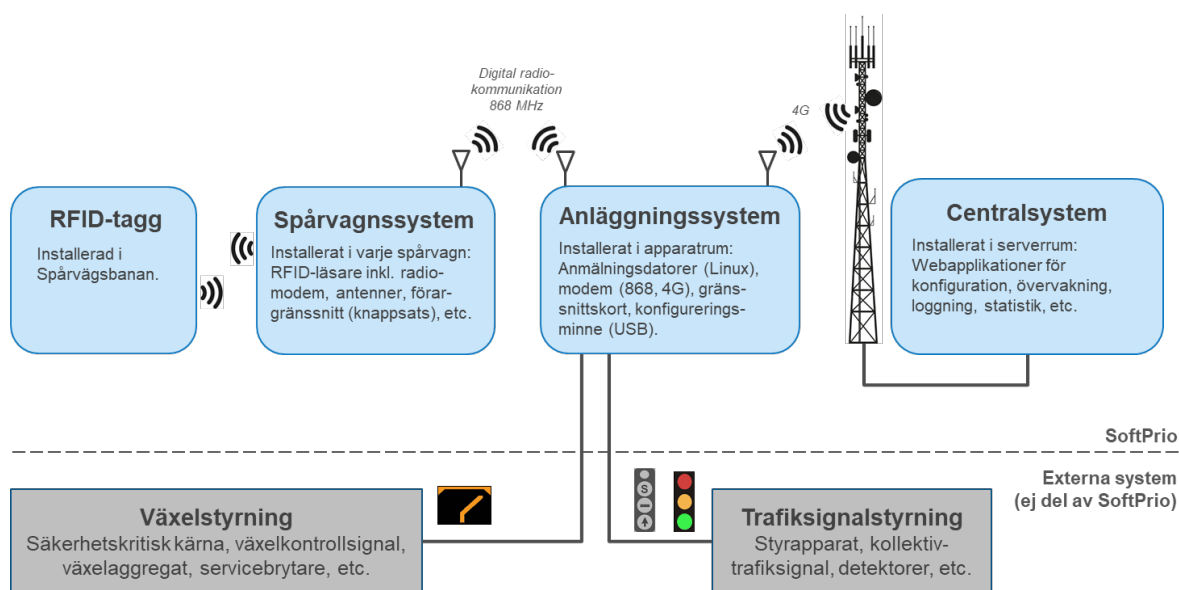 Digital radio-
kommunikation
868 MHz
4G
RFID-tagg
Installerad i
Spårvägsbanan.
Spårvagnssystem
Installerat i varje spårvagn:
RFID-läsare inkl. radio-
modem, antenner, förar-
gränssnitt (knappsats), etc.
Anläggningssystem
Installerat i apparatrum:
Anmälningsdatorer (Linux),
modem (868, 4G), gräns-
snittskort, konfigurerings-
minne (USB).
Centralsystem
Installerat i serverrum:
Webapplikationer för
konfiguration, övervakning,
loggning, statistik, etc.
SoftPrio
Externa system
(ej del av SoftPrio)
Växelstyrning
Säkerhetskritisk kärna, växelkontrollsignal,
växelaggregat, servicebrytare, etc.
S
Trafiksignalstyrning
Styrapparat, kollektiv-
trafiksignal, detektorer, etc.